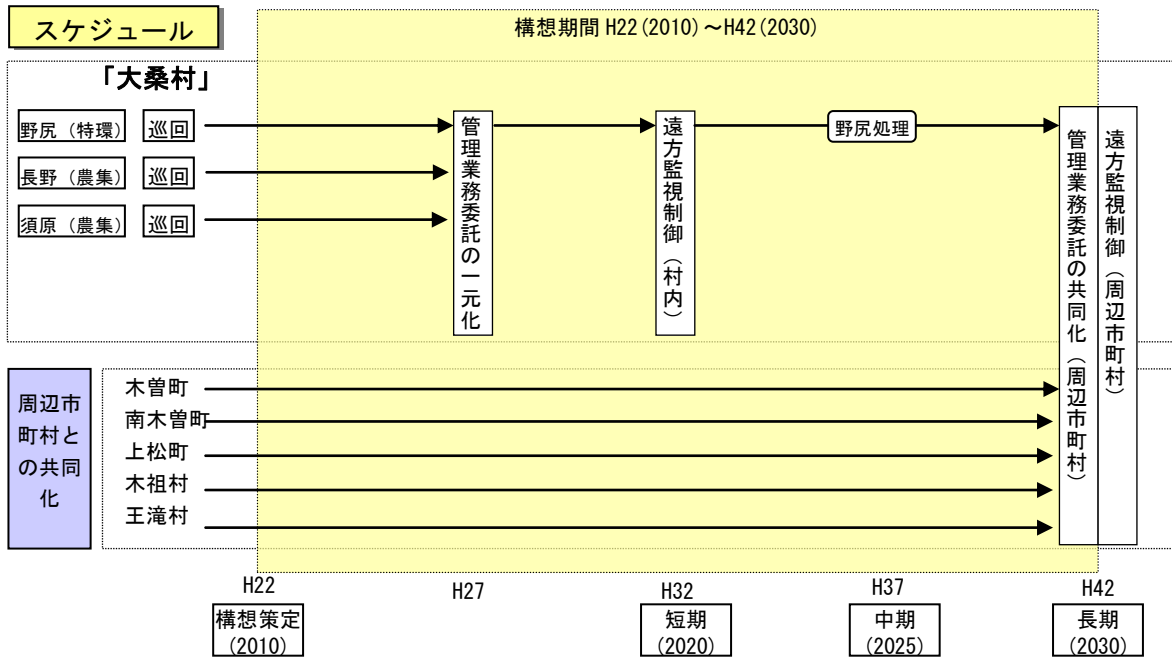 スケジュール
構想期間 H22(2010)～H42(2030)
「大桑村」
野尻（特環）
巡回
長野（農集）
巡回
須原（農集）
巡回
管理業務委託の一元化
遠方監視制御（村内）
野尻処理
管理業務委託の共同化（周辺市町村）
遠方監視制御（周辺市町村）
周辺市
町村と
の共同
化
木曽町
南木曽町
上松町
木祖村
王滝村
H22
H27
H32
H37
H42
構想策定
(2010)
短期
(2020)
中期
(2025)
長期
(2030)